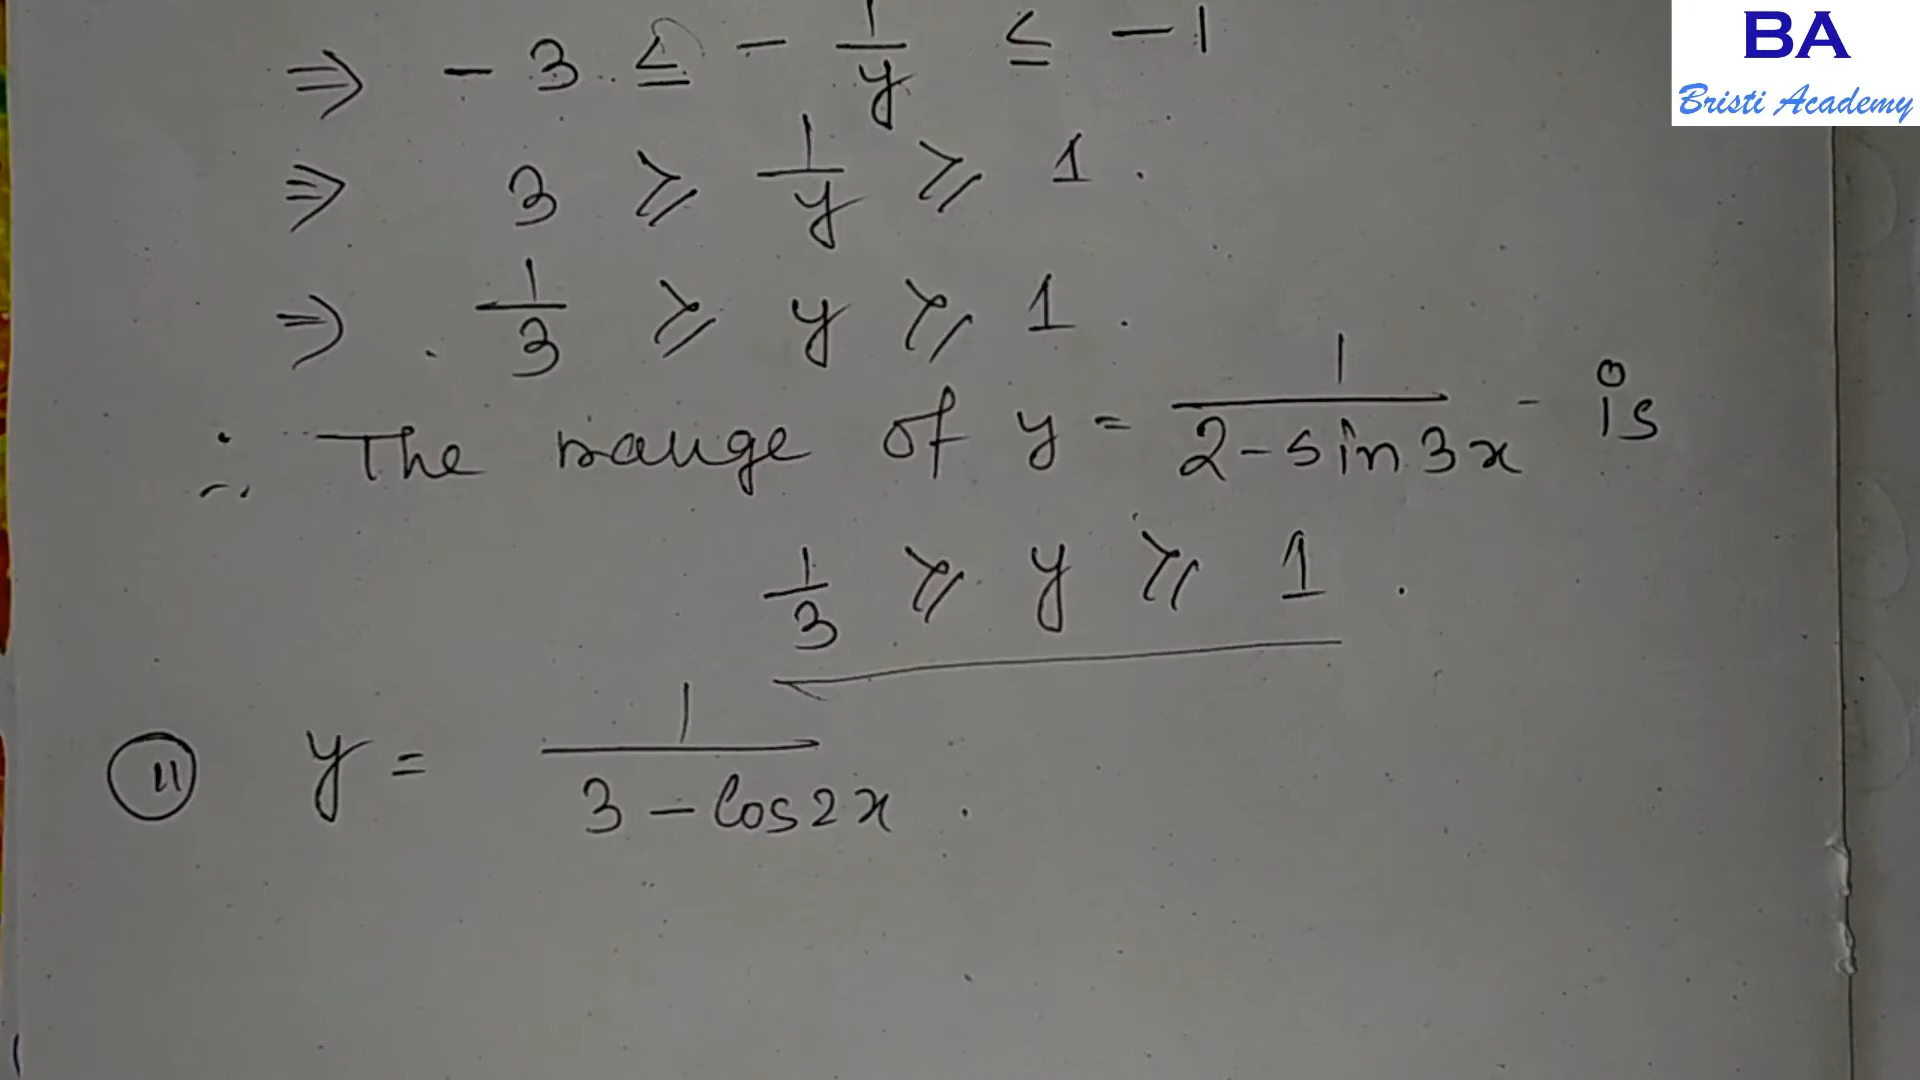 ⇒ - 3 ≤ - 1/y ≤ - 1
BA
Bristi Academy
⇒ 3 ≥ 1/y ≥ 1.
⇒ 1/3 ≥ y ≥ 1.
∴ The range of y = 1/(2-sin3x) is
1/3 ≥ y ≥ 1.
(ii) y = 1/(3 - cos2x).